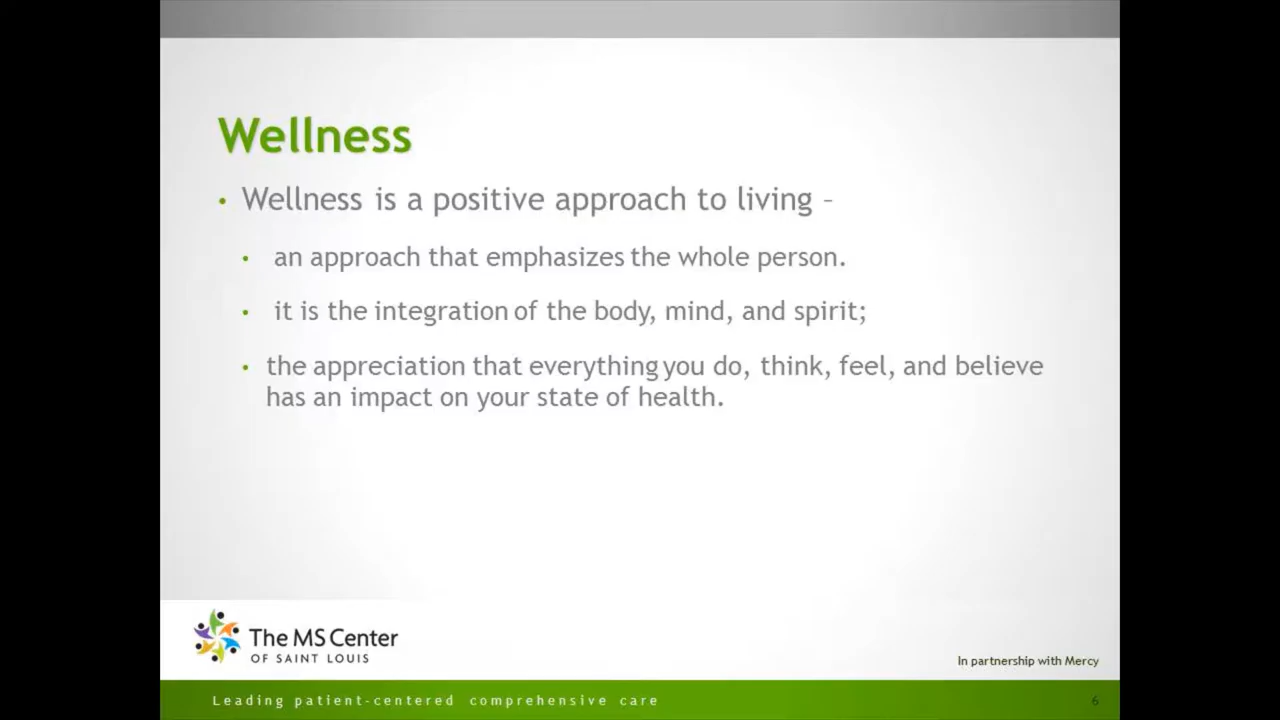 Wellness
• Wellness is a positive approach to living –
• an approach that emphasizes the whole person.
• it is the integration of the body, mind, and spirit;
• the appreciation that everything you do, think, feel, and believe
has an impact on your state of health.
The MS Center
OF SAINT LOUIS
In partnership with Mercy
Leading patient-centered comprehensive care
6